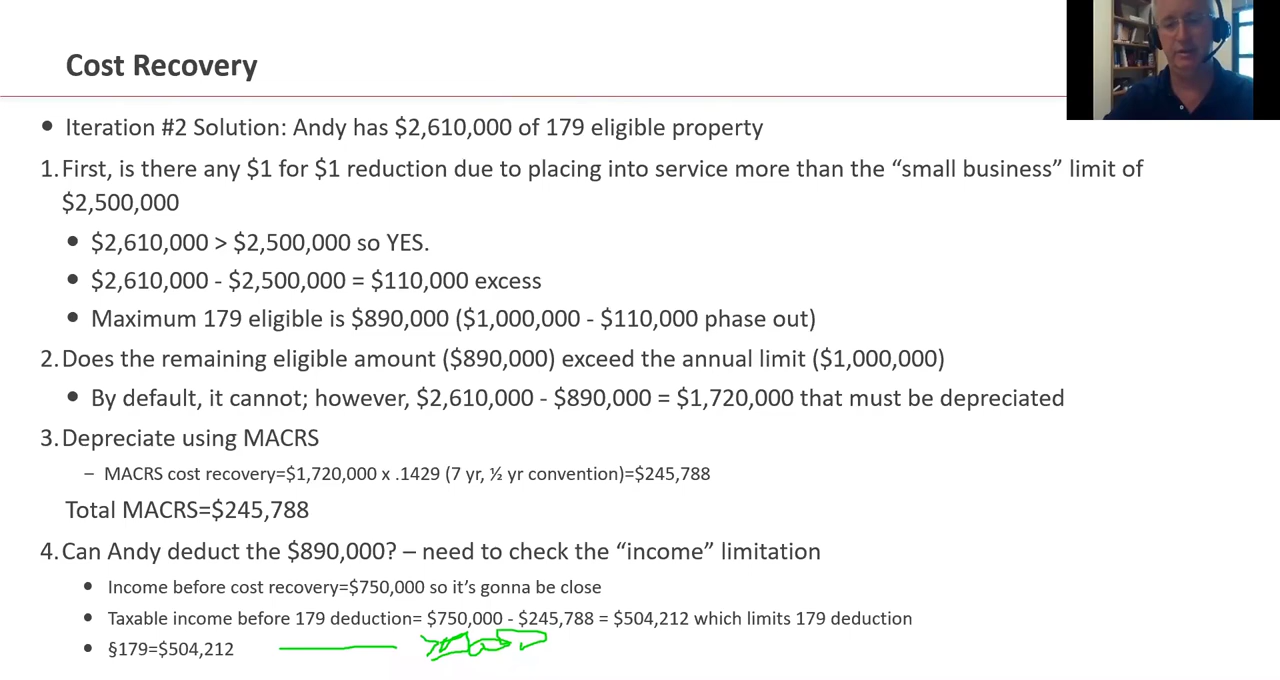 Cost Recovery
• Iteration #2 Solution: Andy has $2,610,000 of 179 eligible property
1. First, is there any $1 for $1 reduction due to placing into service more than the “small business” limit of
$2,500,000
• $2,610,000 > $2,500,000 so YES.
• $2,610,000 - $2,500,000 = $110,000 excess
• Maximum 179 eligible is $890,000 ($1,000,000 - $110,000 phase out)
2. Does the remaining eligible amount ($890,000) exceed the annual limit ($1,000,000)
• By default, it cannot; however, $2,610,000 - $890,000 = $1,720,000 that must be depreciated
3. Depreciate using MACRS
– MACRS cost recovery=$1,720,000 x .1429 (7 yr, ½ yr convention)=$245,788
Total MACRS=$245,788
4. Can Andy deduct the $890,000? – need to check the “income” limitation
• Income before cost recovery=$750,000 so it’s gonna be close
• Taxable income before 179 deduction= $750,000 - $245,788 = $504,212 which limits 179 deduction
• §179=$504,212